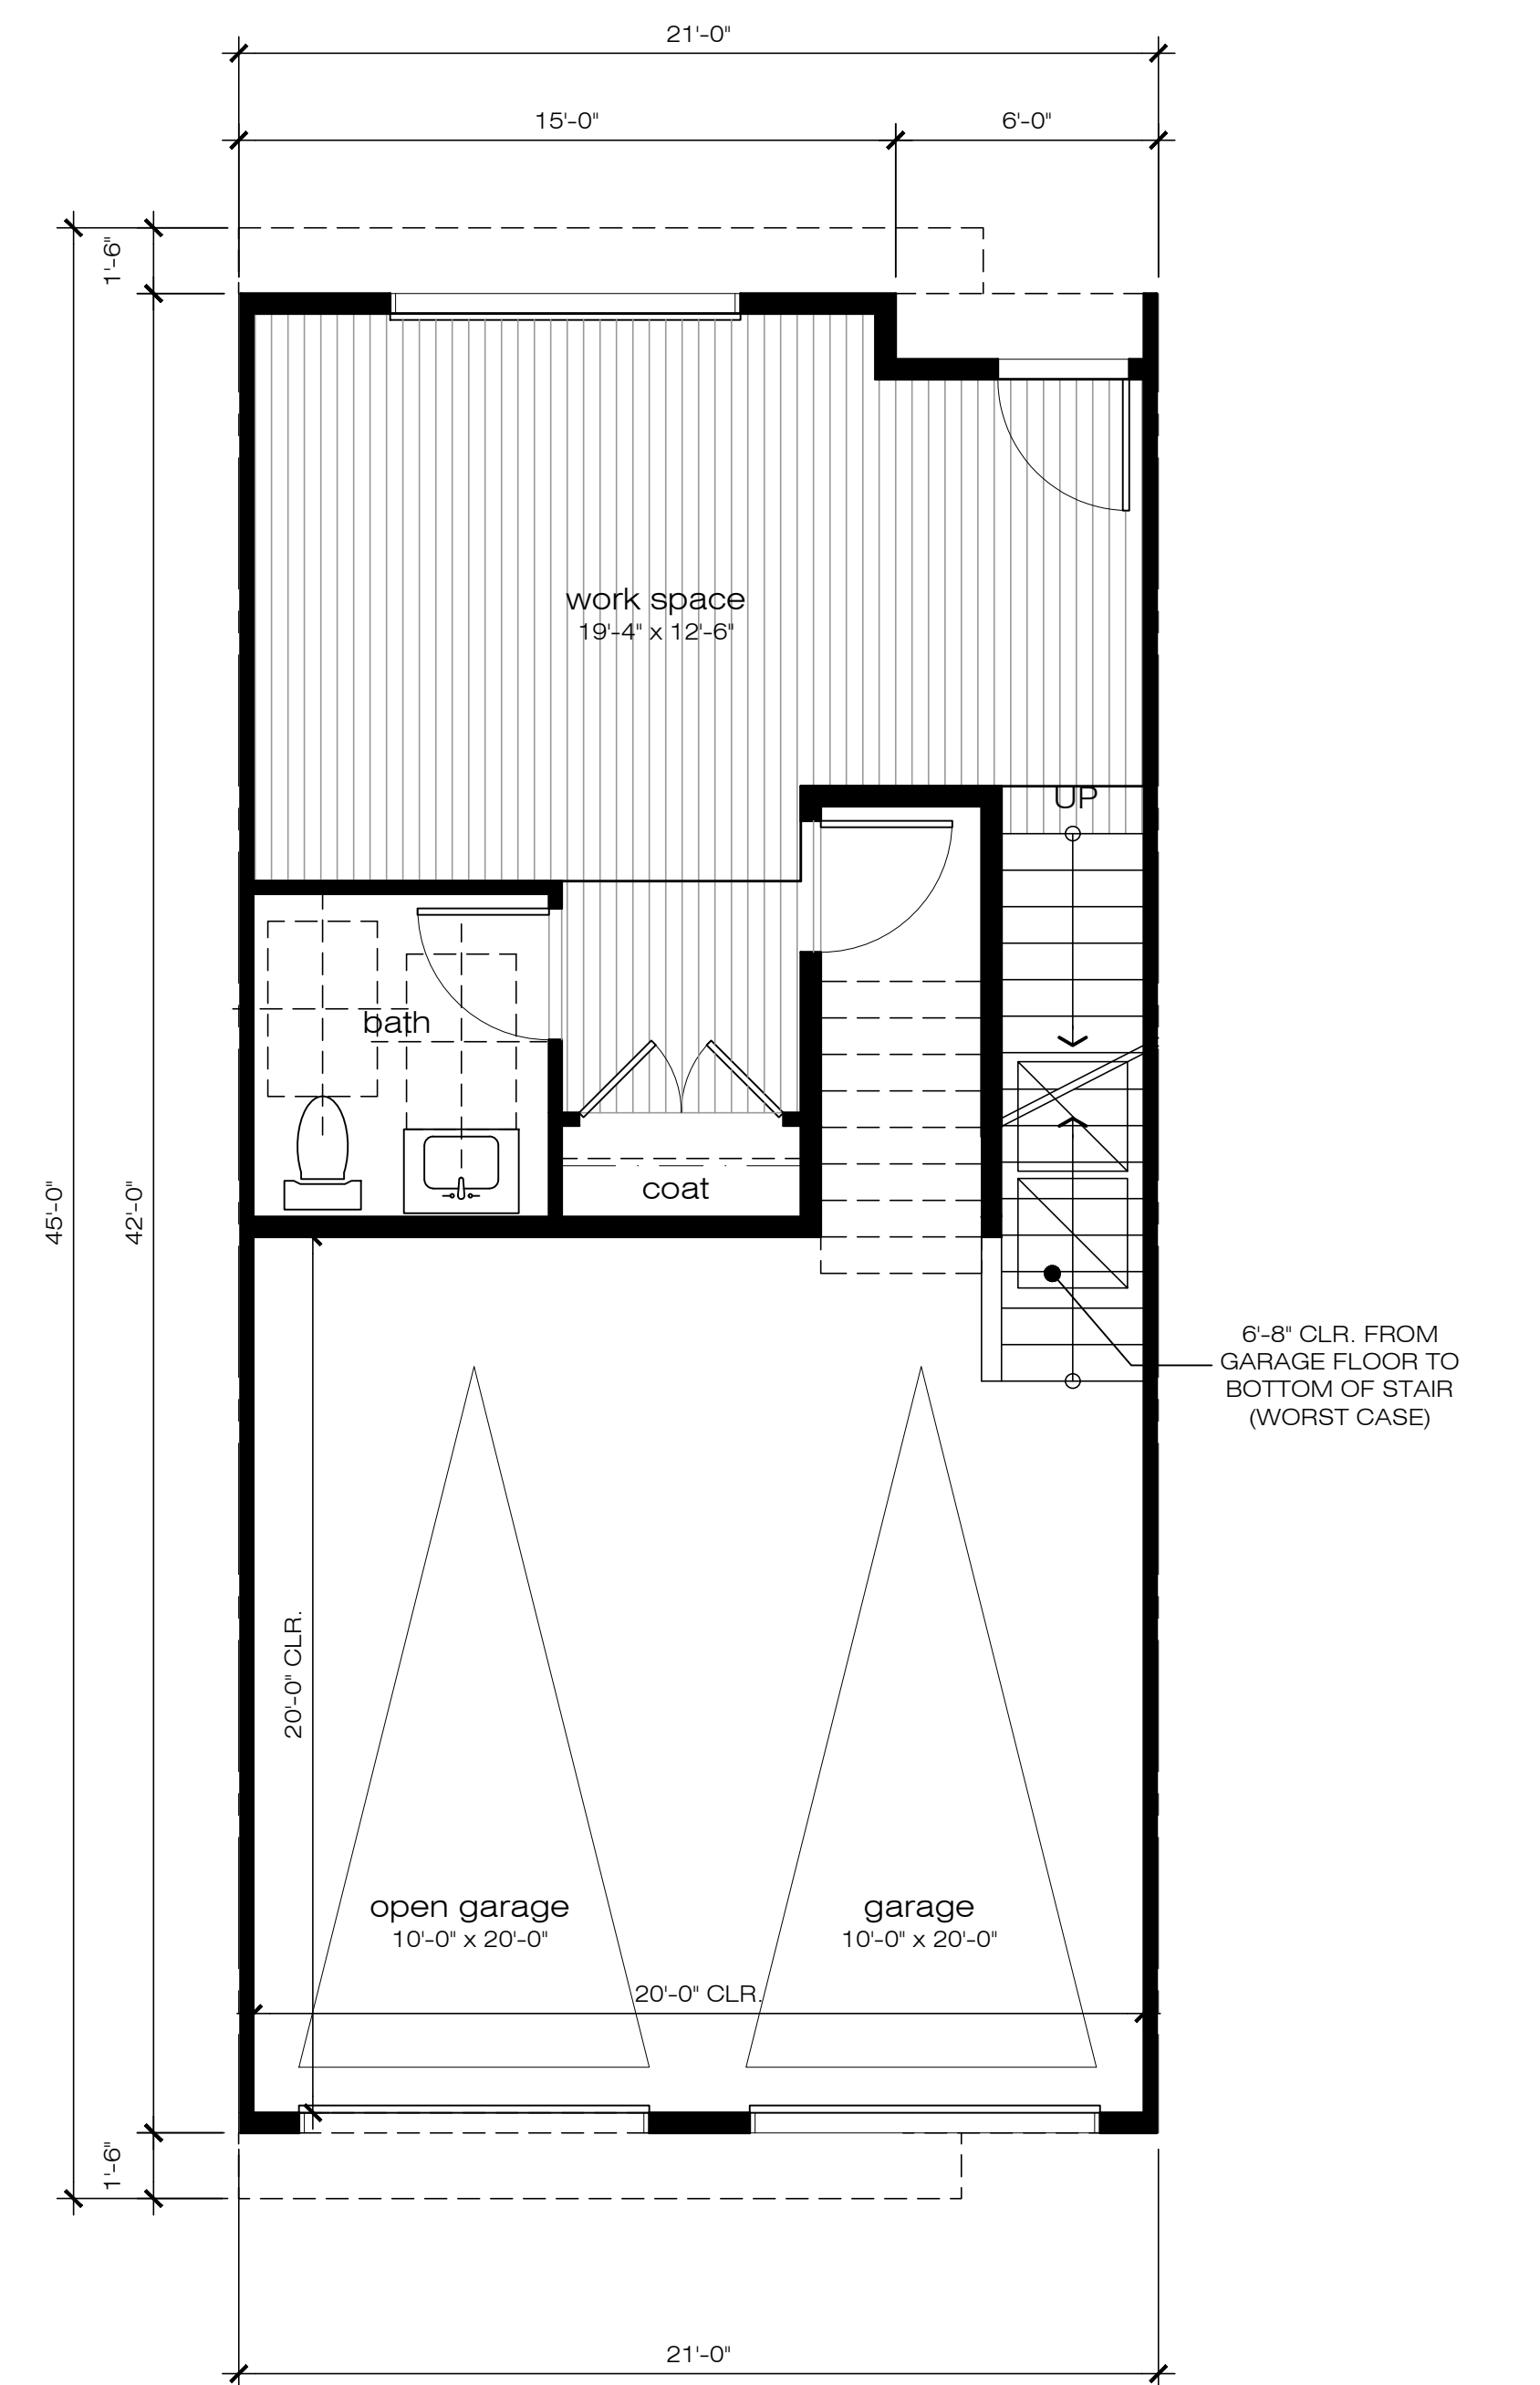 21'-0"
15'-0"
6'-0"
1'-6"
work space
19'-4" x 12'-6"
UP
bath
coat
45'-0"
42'-0"
6'-8" CLR. FROM
GARAGE FLOOR TO
BOTTOM OF STAIR
(WORST CASE)
20'-0" CLR.
open garage
10'-0" x 20'-0"
garage
10'-0" x 20'-0"
20'-0" CLR.
1'-6"
21'-0"